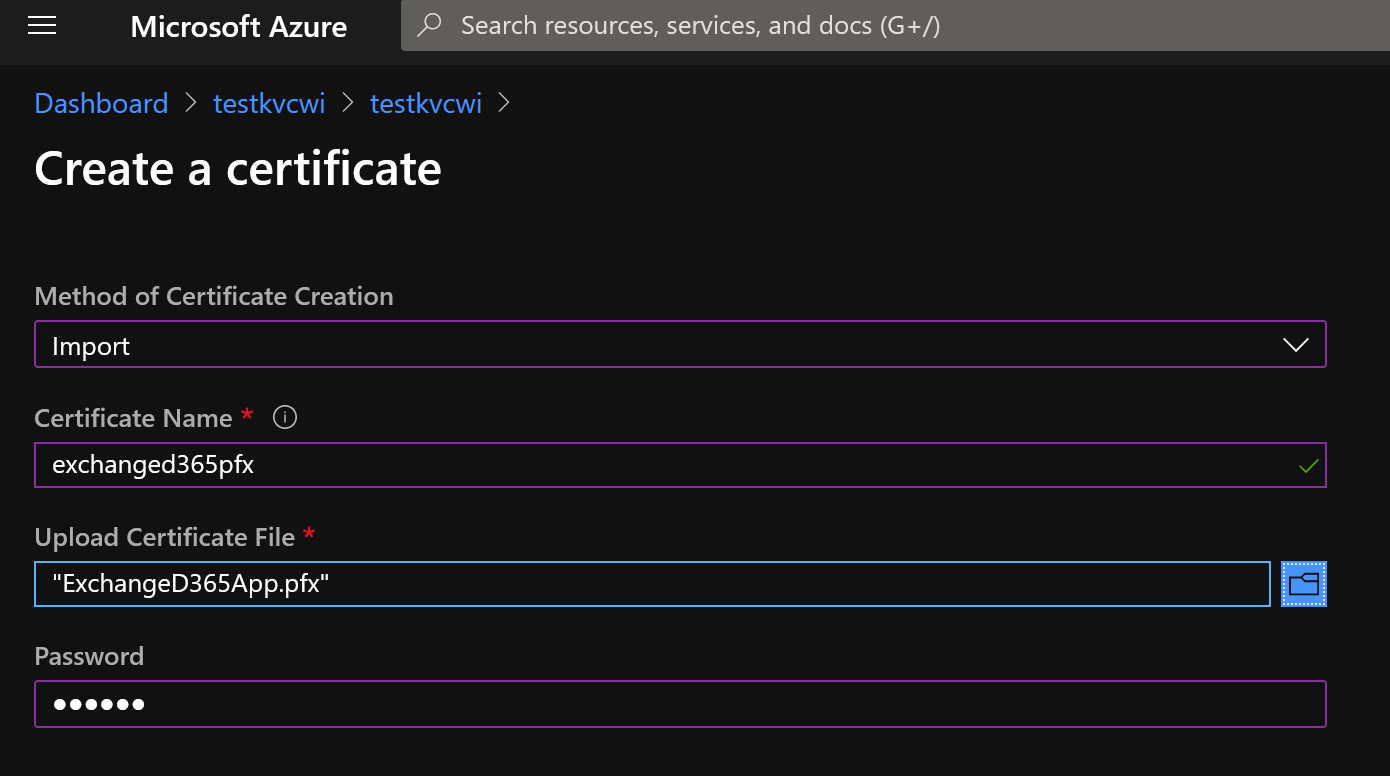 Microsoft Azure
Search resources, services, and docs (G+/)
Dashboard > testkvcwi > testkvcwi >
Create a certificate
Method of Certificate Creation
Import
Certificate Name *
exchanged365pfx
Upload Certificate File *
"ExchangeD365App.pfx"
Password
●●●●●●